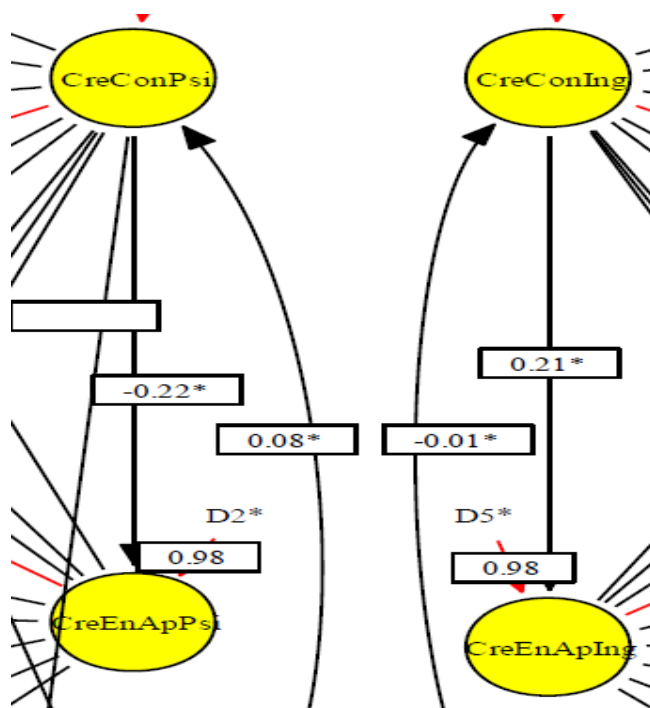 CreConPsi
CreConIng
0.21*
-0.22*
0.08*
-0.01*
D2*
D5*
0.98
0.98
CreEnApPsi
CreEnApIng